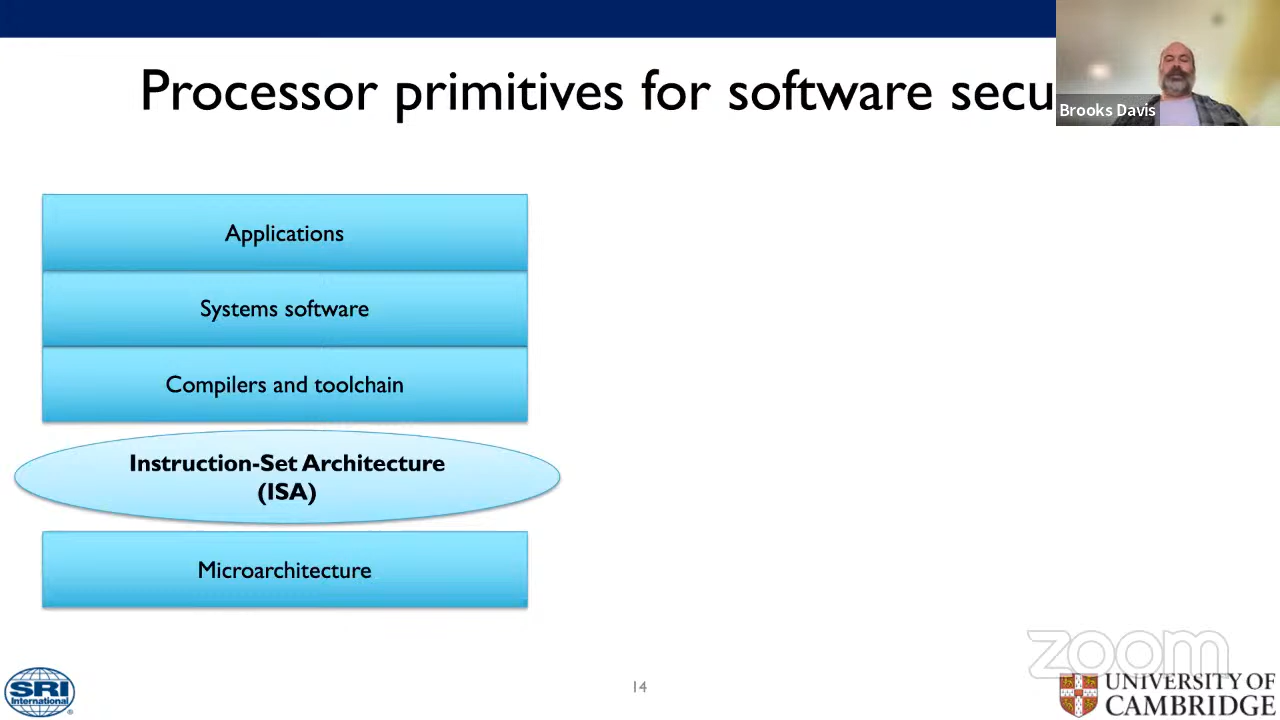 Processor primitives for software secu
Brooks Davis
Applications
Systems software
Compilers and toolchain
Instruction-Set Architecture
(ISA)
Microarchitecture
SRI
International
14
zoom
UNIVERSITY OF
CAMBRIDGE